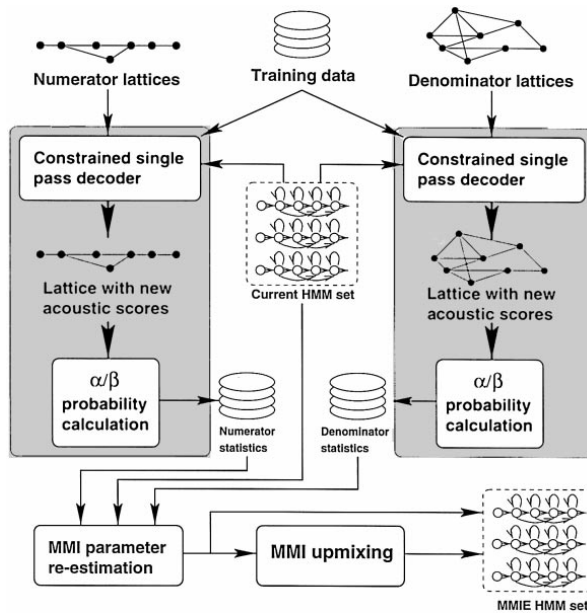 Numerator lattices
Training data
Denominator lattices
Constrained single
pass decoder
Constrained single
pass decoder
Lattice with new
acoustic scores
Current HMM set
Lattice with new
acoustic scores
α/β
probability
calculation
Numerator
statistics
Denominator
statistics
α/β
probability
calculation
MMI parameter
re-estimation
MMI upmixing
MMIE HMM set